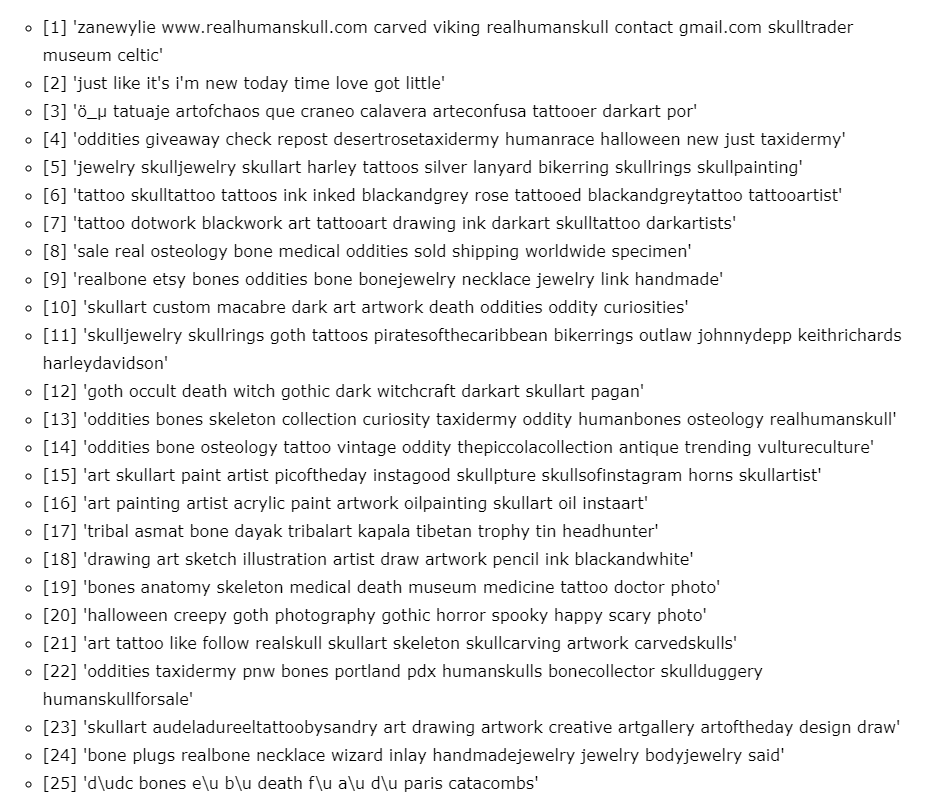 [1] 'zanewylie www.realhumanskull.com carved viking realhumanskull contact gmail.com skulltrader
museum celtic'
[2] 'just like it's i'm new today time love got little'
[3] 'ö_µ tatuaje artofchaos que craneo calavera arteconfusa tattooer darkart por'
[4] 'oddities giveaway check repost desertrosetaxidermy humanrace halloween new just taxidermy'
[5] 'jewelry skulljewelry skullart harley tattoos silver lanyard bikerring skullrings skullpainting'
[6] 'tattoo skulltattoo tattoos ink inked blackandgrey rose tattooed blackandgreytattoo tattooartist'
[7] 'tattoo dotwork blackwork art tattooart drawing ink darkart skulltattoo darkartists'
[8] 'sale real osteology bone medical oddities sold shipping worldwide specimen'
[9] 'realbone etsy bones oddities bone bonejewelry necklace jewelry link handmade'
[10] 'skullart custom macabre dark art artwork death oddities oddity curiosities'
[11] 'skulljewelry skullrings goth tattoos piratesofthecaribbean bikerrings outlaw johnnydepp keithrichards
harleydavidson'
[12] 'goth occult death witch gothic dark witchcraft darkart skullart pagan'
[13] 'oddities bones skeleton collection curiosity taxidermy oddity humanbones osteology realhumanskull'
[14] 'oddities bone osteology tattoo vintage oddity thepiccolacollection antique trending vultureculture'
[15] 'art skullart paint artist picoftheday instagood skullpture skullsofinstagram horns skullartist'
[16] 'art painting artist acrylic paint artwork oilpainting skullart oil instaart'
[17] 'tribal asmat bone dayak tribalart kapala tibetan trophy tin headhunter'
[18] 'drawing art sketch illustration artist draw artwork pencil ink blackandwhite'
[19] 'bones anatomy skeleton medical death museum medicine tattoo doctor photo'
[20] 'halloween creepy goth photography gothic horror spooky happy scary photo'
[21] 'art tattoo like follow realskull skullart skeleton skullcarving artwork carvedskulls'
[22] 'oddities taxidermy pnw bones portland pdx humanskulls bonecollector skullduggery
humanskullforsale'
[23] 'skullart audeladureeltattoobysandry art drawing artwork creative artgallery artoftheday design draw'
[24] 'bone plugs realbone necklace wizard inlay handmadejewelry jewelry bodyjewelry said'
[25] 'd\udc bones e\u b\u death f\u a\u d\u paris catacombs'